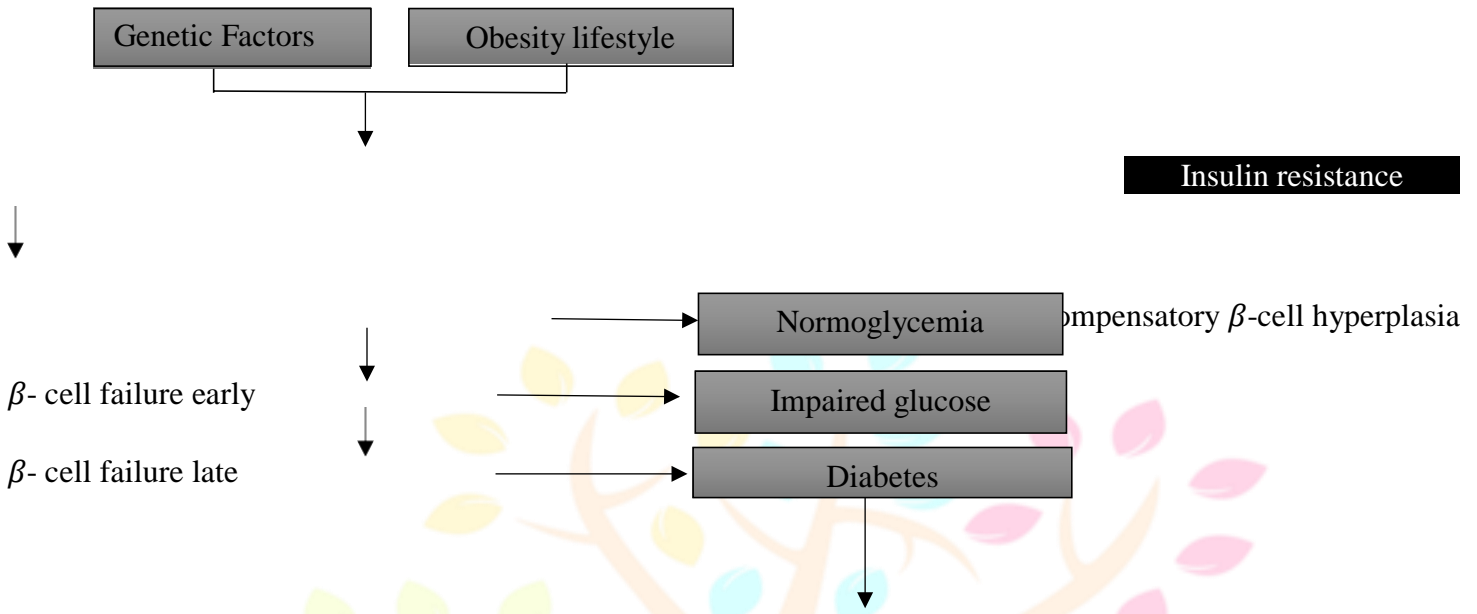 Genetic Factors
Obesity lifestyle
Insulin resistance
Normoglycemia
ompensatory 𝛽-cell hyperplasia
𝛽- cell failure early
Impaired glucose
𝛽- cell failure late
Diabetes